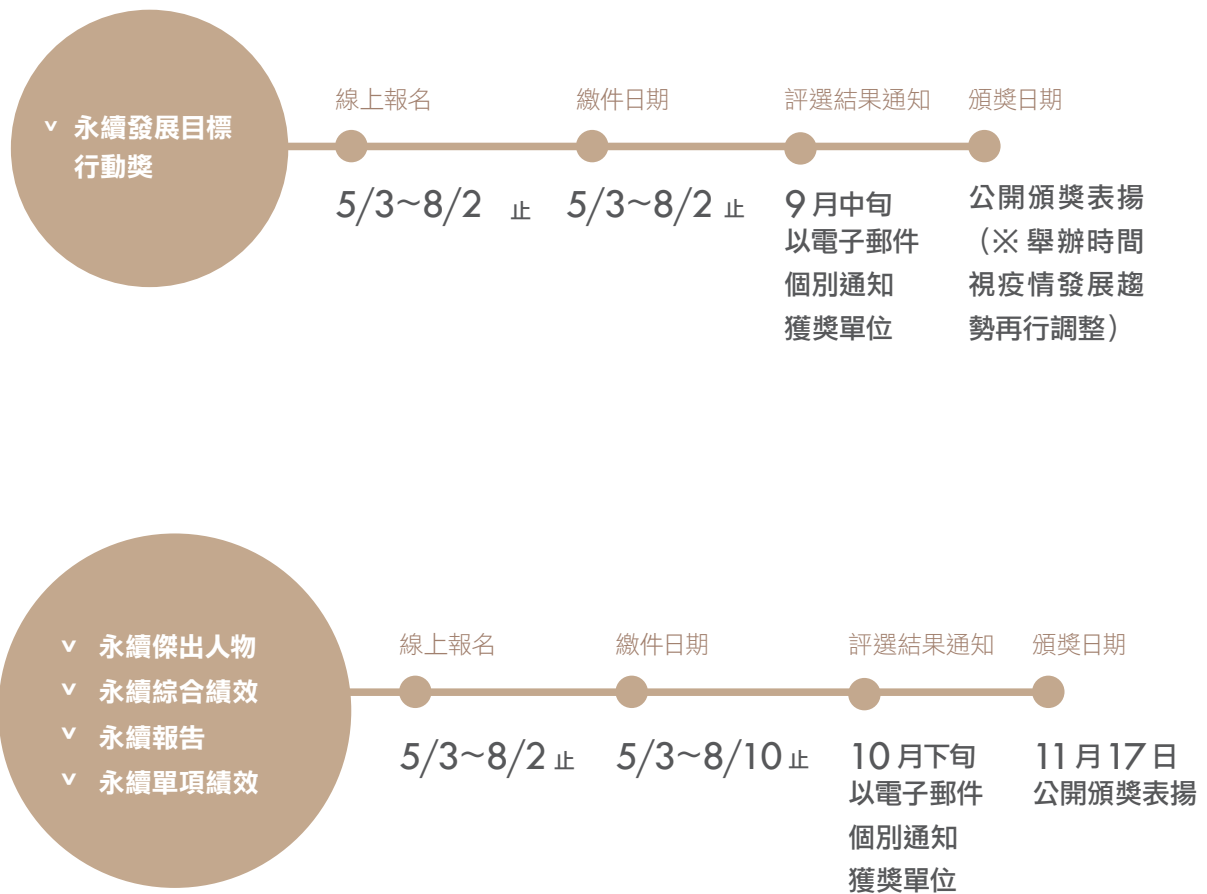 ˅ 永續發展目標
行動獎
線上報名
5/3~8/2 止
繳件日期
5/3~8/2 止
評選結果通知
9月中旬
以電子郵件
個別通知
獲獎單位
頒獎日期
公開頒獎表揚
(※ 舉辦時間
視疫情發展趨
勢再行調整)
˅ 永續傑出人物
˅ 永續綜合績效
˅ 永續報告
˅ 永續單項績效
線上報名
5/3~8/2 止
繳件日期
5/3~8/10 止
評選結果通知
10月下旬
以電子郵件
個別通知
獲獎單位
頒獎日期
11月17日
公開頒獎表揚